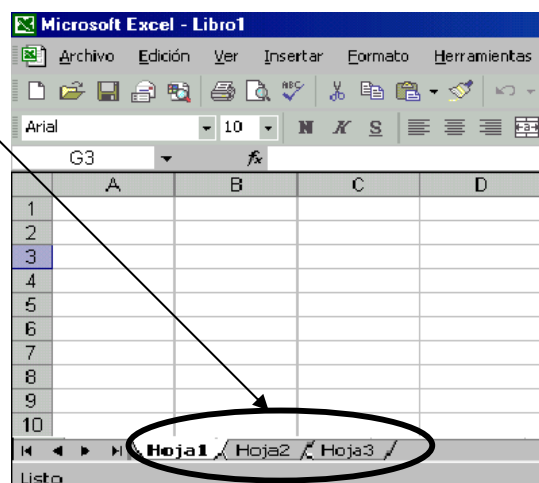 Microsoft Excel - Libro1
Archivo Edición Ver Insertar Formato Herramientas
ABC
Arial 10 N K S a
G3 fx
A B C D
1
2
3
4
5
6
7
8
9
10
Hoja1 Hoja2 Hoja3
Listo